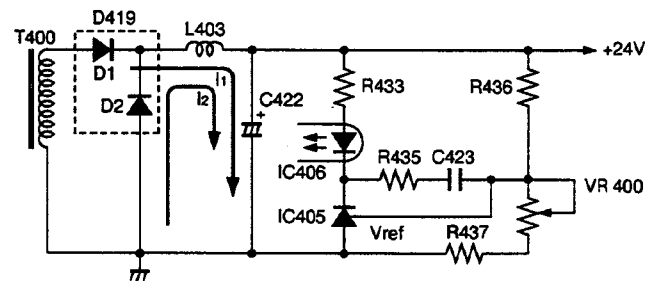 D419
T400
L403
+24V
D1
R433
R436
i1
D2
i2
C422
+
R435
C423
IC406
VR 400
IC405
Vref
R437